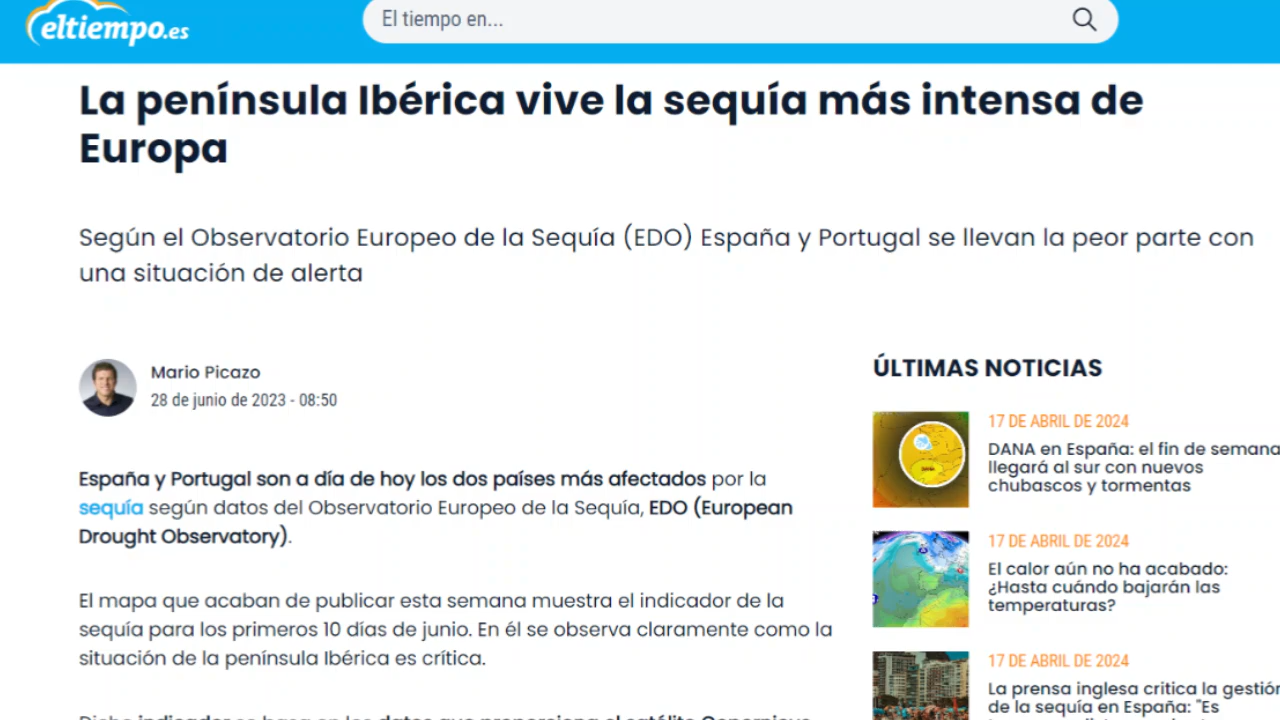 eltiempo.es
El tiempo en...
La península Ibérica vive la sequía más intensa de
Europa
Según el Observatorio Europeo de la Sequía (EDO) España y Portugal se llevan la peor parte con
una situación de alerta
Mario Picazo
28 de junio de 2023 - 08:50
España y Portugal son a día de hoy los dos países más afectados por la
sequía según datos del Observatorio Europeo de la Sequía, EDO (European
Drought Observatory).
El mapa que acaban de publicar esta semana muestra el indicador de la
sequía para los primeros 10 días de junio. En él se observa claramente como la
situación de la península Ibérica es crítica.
ÚLTIMAS NOTICIAS
17 DE ABRIL DE 2024
DANA en España: el fin de semana
llegará al sur con nuevos
chubascos y tormentas
17 DE ABRIL DE 2024
El calor aún no ha acabado:
¿Hasta cuándo bajarán las
temperaturas?
17 DE ABRIL DE 2024
La prensa inglesa critica la gestión
de la sequía en España: "Es